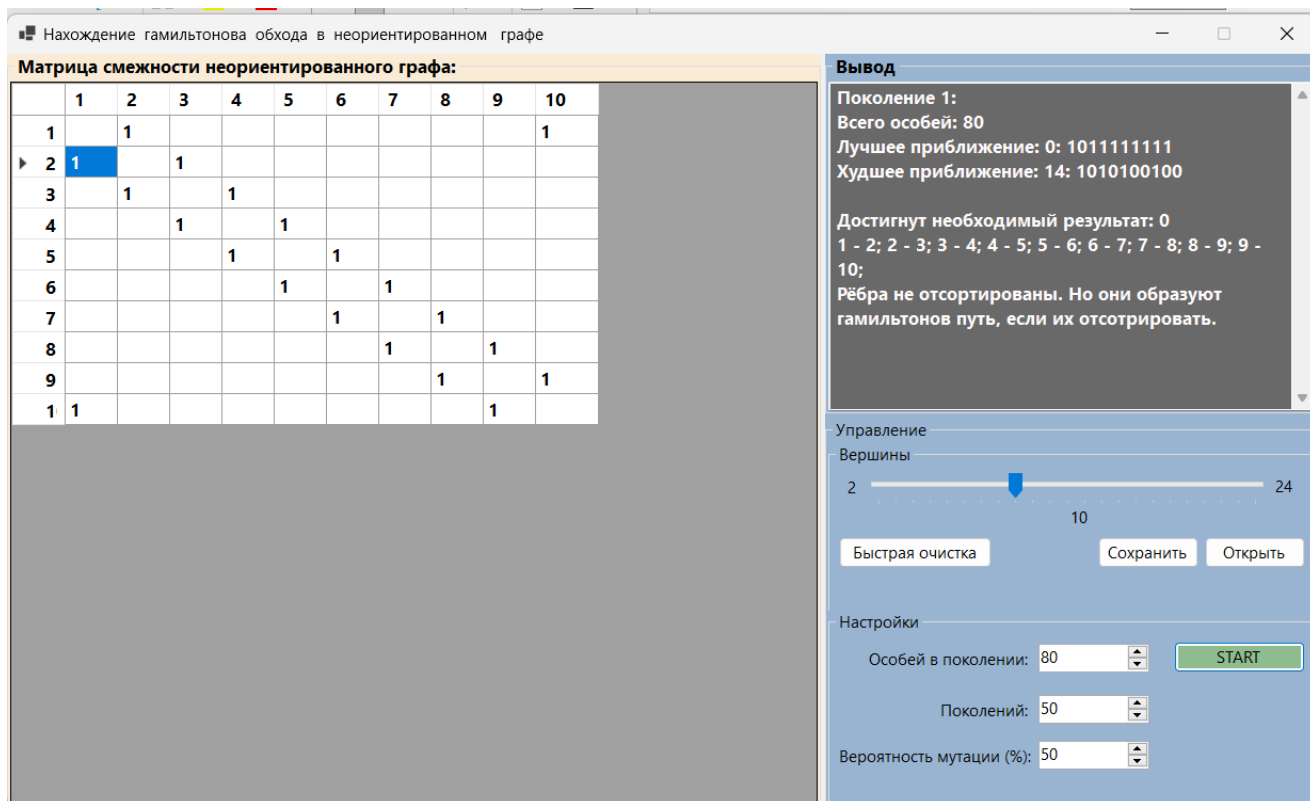 Нахождение гамильтонова обхода в неориентированном графе
Матрица смежности неориентированного графа:
1 2 3 4 5 6 7 8 9 10
1 1 1
2 1 1
3 1 1
4 1 1
5 1 1
6 1 1
7 1 1
8 1 1
9 1 1
1 1 1
Вывод
Поколение 1:
Всего особей: 80
Лучшее приближение: 0: 1011111111
Худшее приближение: 14: 1010100100
Достигнут необходимый результат: 0
1 - 2; 2 - 3; 3 - 4; 4 - 5; 5 - 6; 6 - 7; 7 - 8; 8 - 9; 9 -
10;
Рёбра не отсортированы. Но они образуют
гамильтонов путь, если их отсотрировать.
Управление
Вершины
2 24
10
Быстрая очистка Сохранить Открыть
Настройки
Особей в поколении: 80 START
Поколений: 50
Вероятность мутации (%): 50